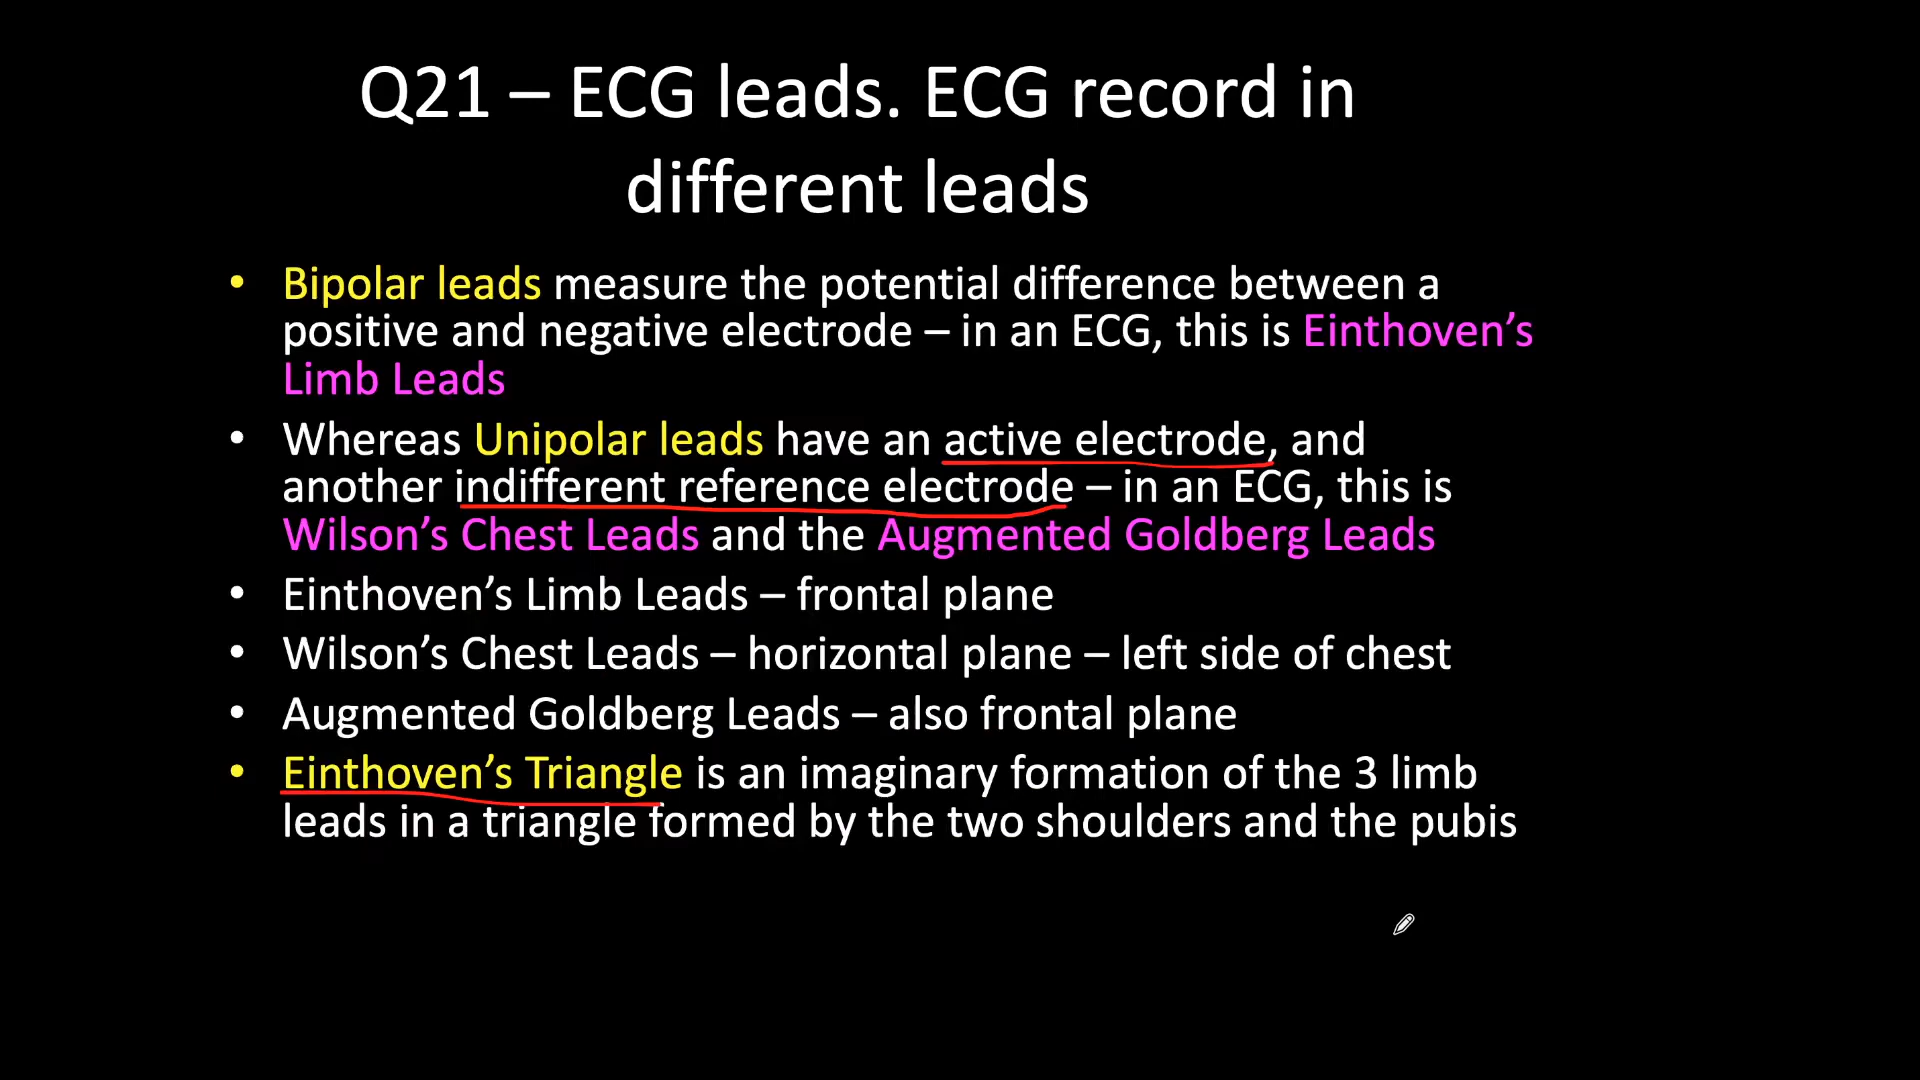 Q21 – ECG leads. ECG record in
different leads
• Bipolar leads measure the potential difference between a
positive and negative electrode – in an ECG, this is Einthoven’s
Limb Leads
• Whereas Unipolar leads have an active electrode, and
another indifferent reference electrode – in an ECG, this is
Wilson’s Chest Leads and the Augmented Goldberg Leads
• Einthoven’s Limb Leads – frontal plane
• Wilson’s Chest Leads – horizontal plane – left side of chest
• Augmented Goldberg Leads – also frontal plane
• Einthoven’s Triangle is an imaginary formation of the 3 limb
leads in a triangle formed by the two shoulders and the pubis